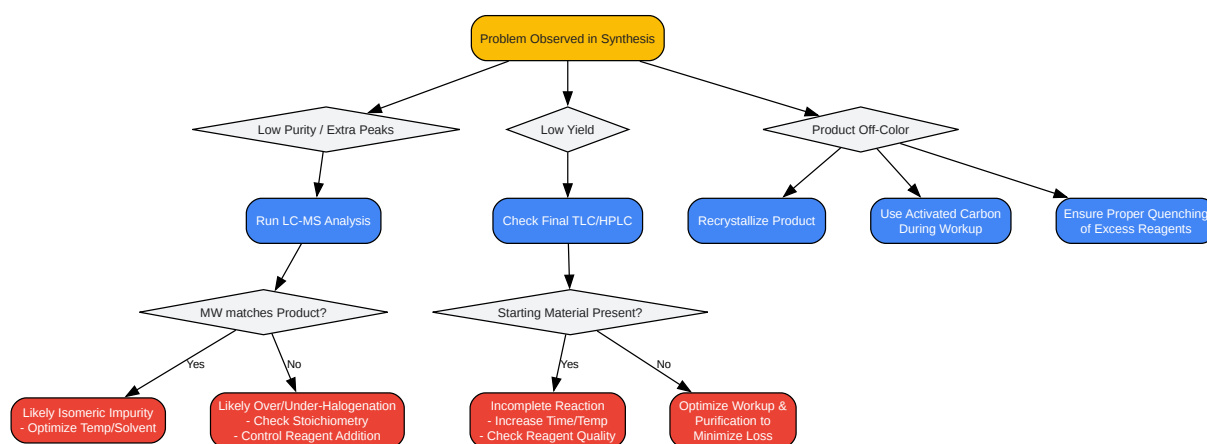 Problem Observed in Synthesis
Low Purity / Extra Peaks
Low Yield
Product Off-Color
Run LC-MS Analysis
Check Final TLC/HPLC
Recrystallize Product
Use Activated Carbon
During Workup
Ensure Proper Quenching
of Excess Reagents
MW matches Product?
Starting Material Present?
Yes
No
Yes
No
Likely Isomeric Impurity
- Optimize Temp/Solvent
Likely Over/Under-Halogenation
- Check Stoichiometry
- Control Reagent Addition
Incomplete Reaction
- Increase Time/Temp
- Check Reagent Quality
Optimize Workup &
Purification to
Minimize Loss